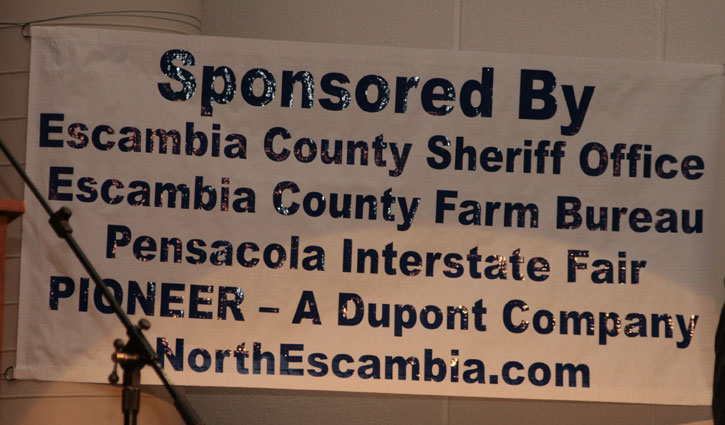 Sponsored By
Escambia County Sheriff Office
Escambia County Farm Bureau
Pensacola Interstate Fair
PIONEER – A Dupont Company
NorthEscambia.com